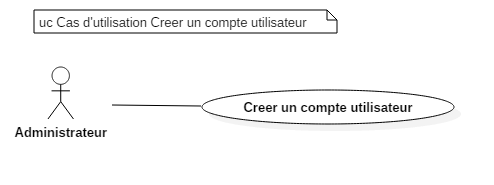 uc Cas d'utilisation Creer un compte utilisateur
Creer un compte utilisateur
Administrateur